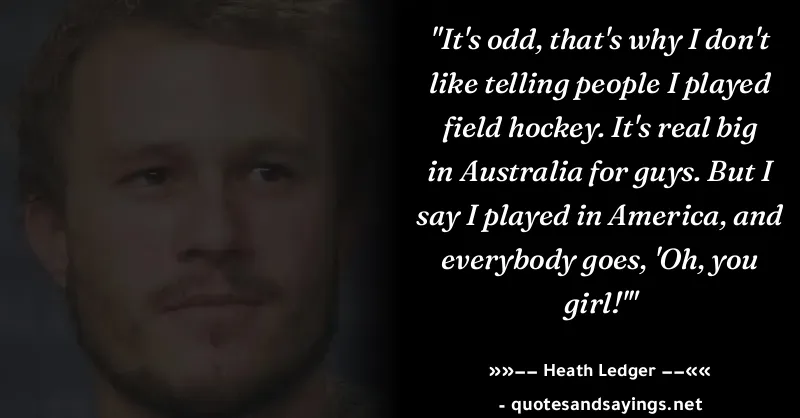 "It's odd, that's why I don't
like telling people I played
field hockey. It's real big
in Australia for guys. But I
say I played in America, and
everybody goes, 'Oh, you
girl!'"
»»—— Heath Ledger ——««
- quotesandsayings.net